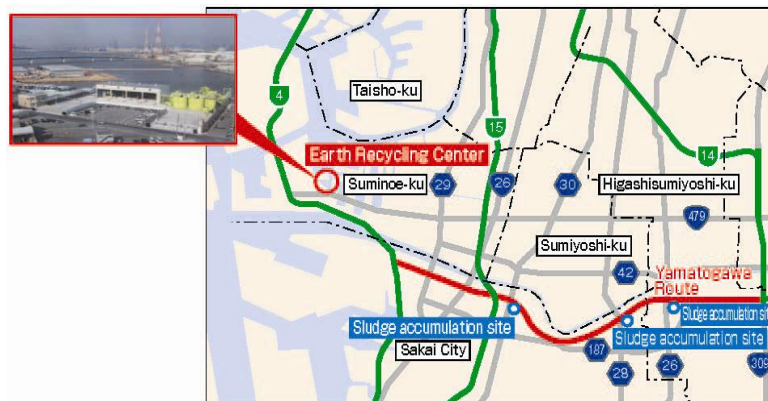 4
Taisho-ku
15
14
Earth Recycling Center
Suminoe-ku
29
26
30
Higashisumiyoshi-ku
479
Sumiyoshi-ku
42
Yamatogawa
Route
Sludge accumulation site
Sludge accumulation sit
Sludge accumulation site
Sakai City
187
28
26
309